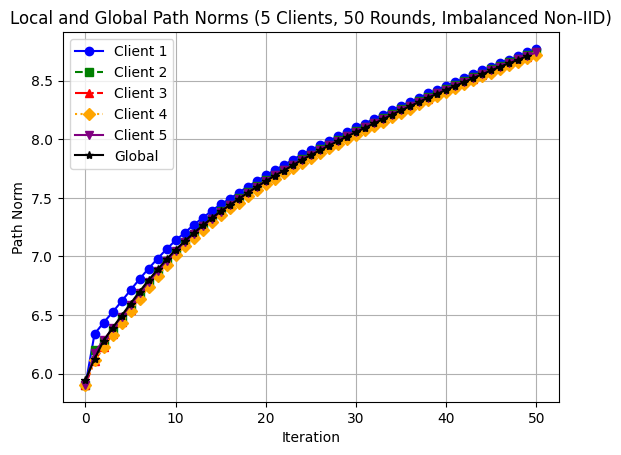 Local and Global Path Norms (5 Clients, 50 Rounds, Imbalanced Non-IID)
Client 1
Client 2
Client 3
Client 4
Client 5
Global
Path Norm
8.5
8.0
7.5
7.0
6.5
6.0
0 10 20 30 40 50
Iteration